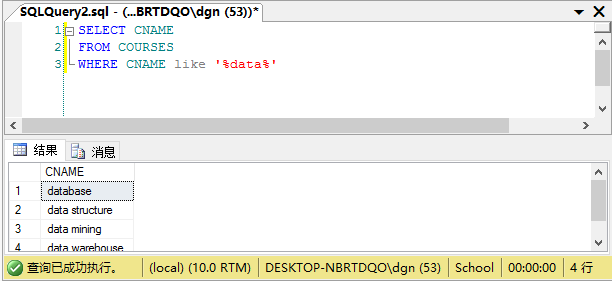 SQLQuery2.sql - (...BRTDQO\dgn (53))*
1 SELECT CNAME
2 FROM COURSES
3 WHERE CNAME like '%data%'
结果 消息
CNAME
1 database
2 data structure
3 data mining
4 data warehouse
查询已成功执行。 (local) (10.0 RTM) DESKTOP-NBRTDQO\dgn (53) School 00:00:00 4 行